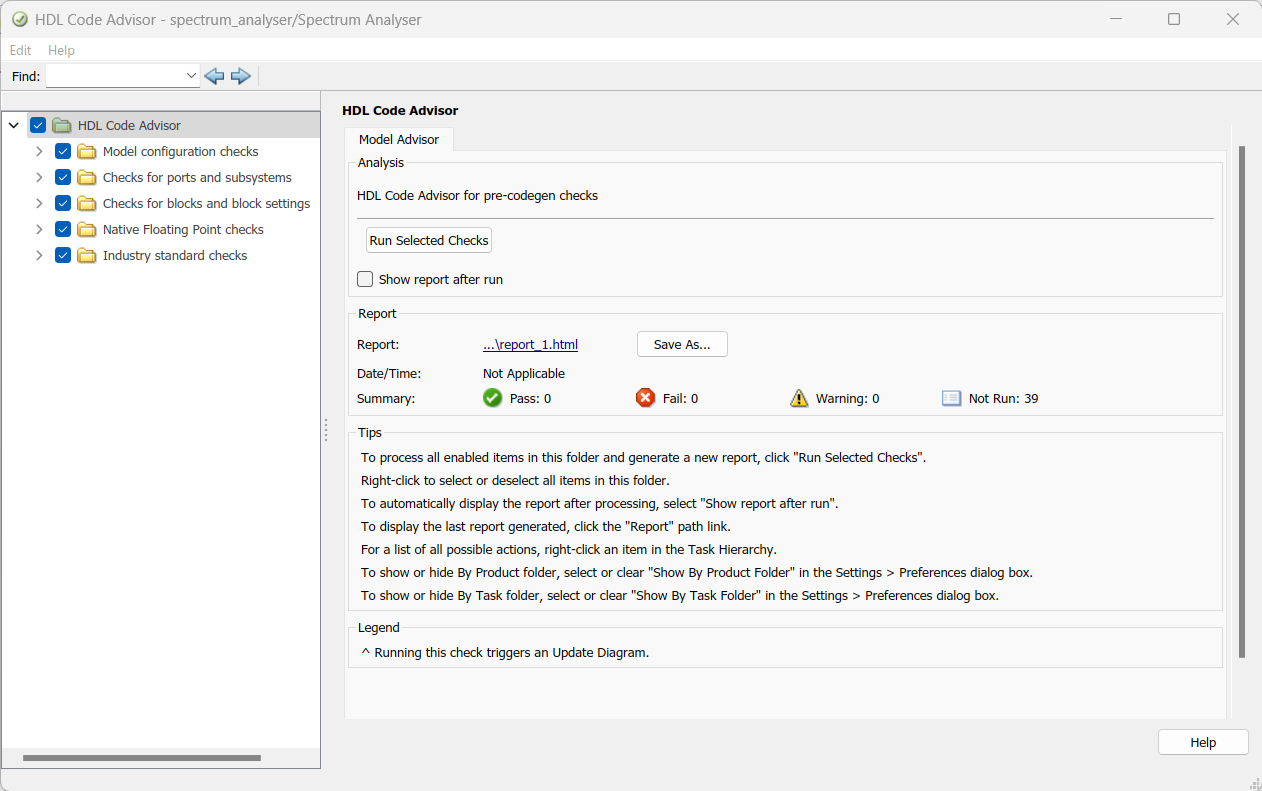 HDL Code Advisor - spectrum_analyser/Spectrum Analyser
Edit Help
Find:
HDL Code Advisor
Model configuration checks
Checks for ports and subsystems
Checks for blocks and block settings
Native Floating Point checks
Industry standard checks
HDL Code Advisor
Model Advisor
Analysis
HDL Code Advisor for pre-codegen checks
Run Selected Checks
Show report after run
Report
Report: ...\report_1.html Save As...
Date/Time: Not Applicable
Summary: Pass: 0 Fail: 0 Warning: 0 Not Run: 39
Tips
To process all enabled items in this folder and generate a new report, click "Run Selected Checks".
Right-click to select or deselect all items in this folder.
To automatically display the report after processing, select "Show report after run".
To display the last report generated, click the "Report" path link.
For a list of all possible actions, right-click an item in the Task Hierarchy.
To show or hide By Product folder, select or clear "Show By Product Folder" in the Settings > Preferences dialog box.
To show or hide By Task folder, select or clear "Show By Task Folder" in the Settings > Preferences dialog box.
Legend
^ Running this check triggers an Update Diagram.
Help